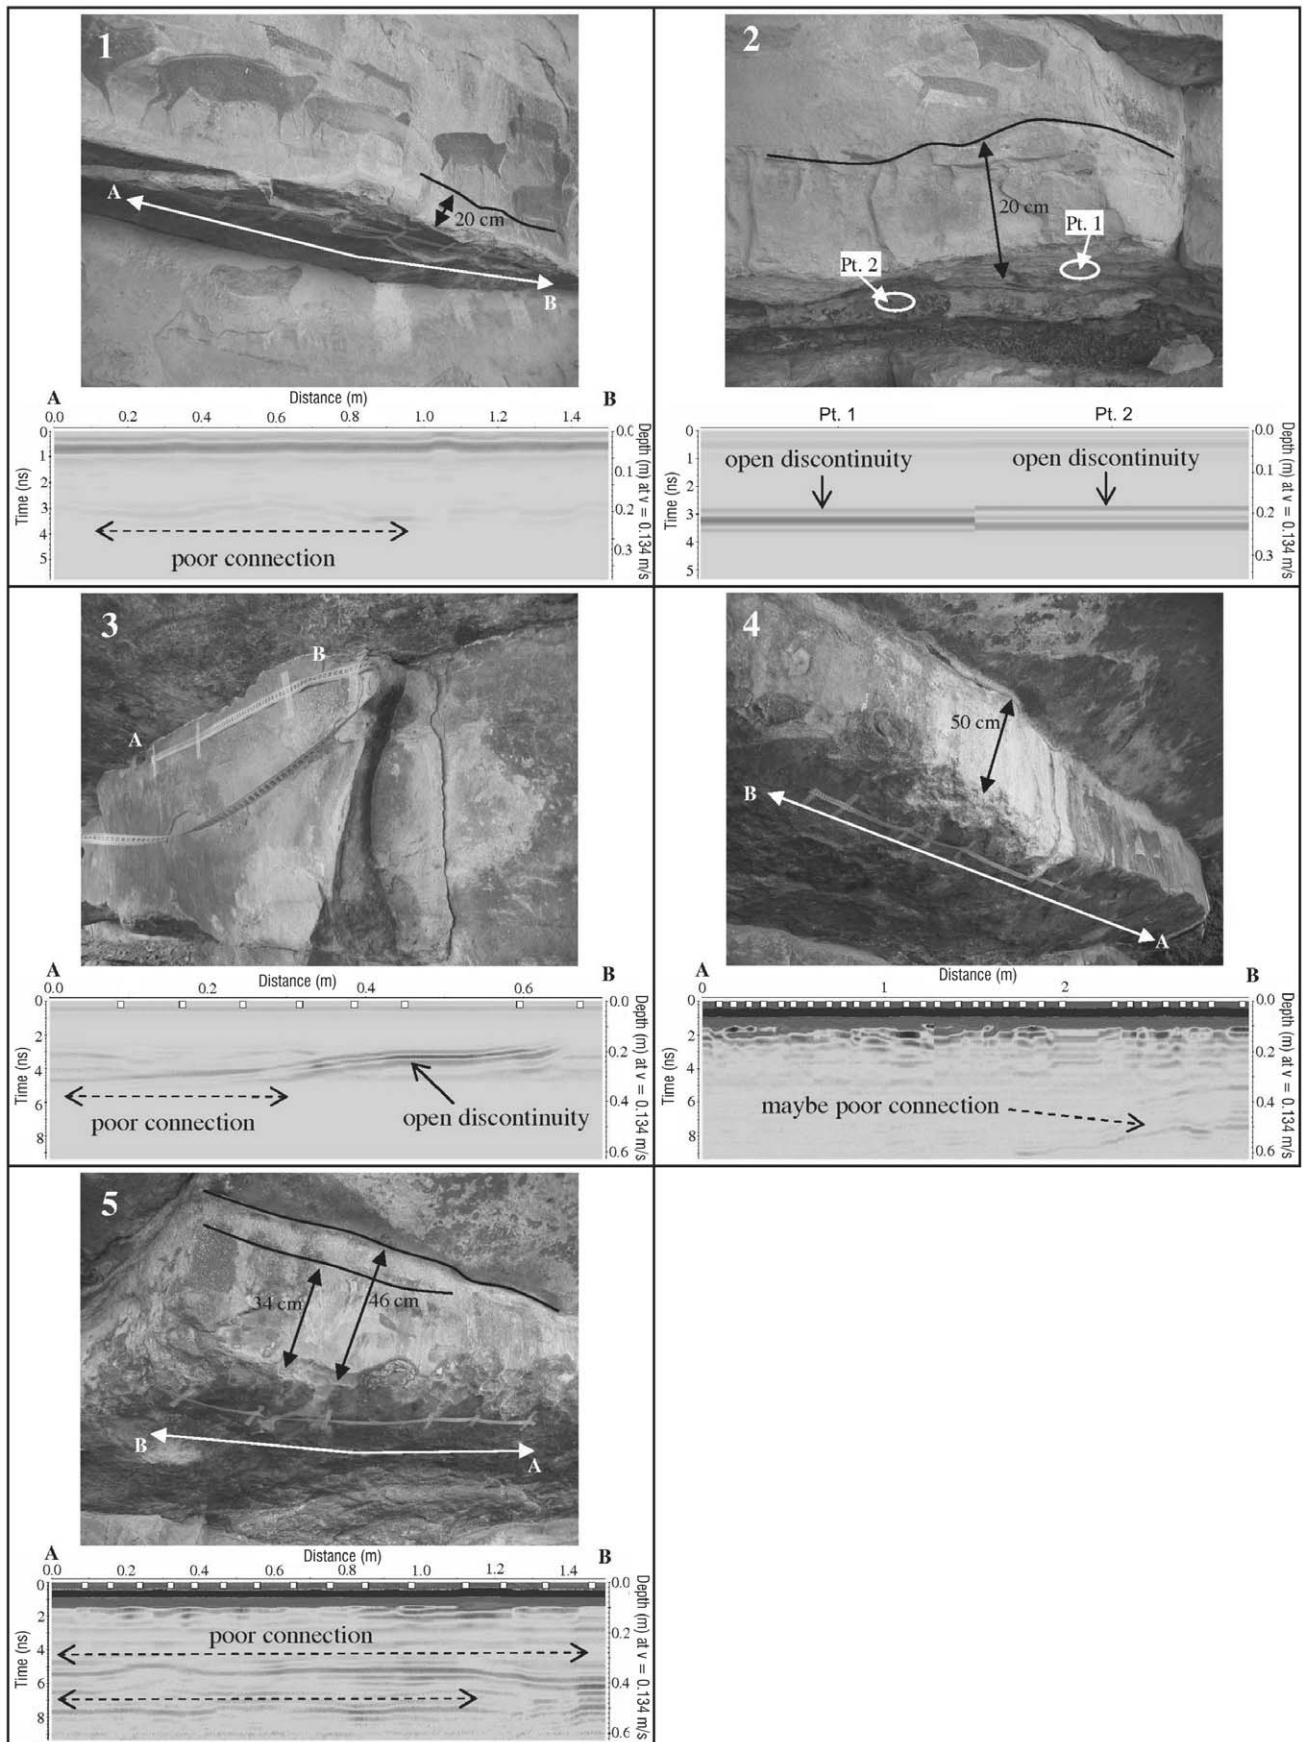 1
A
20 cm
B
A
Distance (m)
B
0.0 0.2 0.4 0.6 0.8 1.0 1.2 1.4
0
1
2
3
4
5
Time (ns)
0.0
0.1
0.2
0.3
Depth (m) at v = 0.134 m/s
poor connection
2
20 cm
Pt. 1
Pt. 2
Pt. 1 Pt. 2
0
1
2
3
4
5
Time (ns)
open discontinuity open discontinuity
0.0
0.1
0.2
0.3
Depth (m) at v = 0.134 m/s
3
B
A
A
Distance (m)
B
0.0 0.2 0.4 0.6
0
2
4
6
8
Time (ns)
0.0
0.2
0.4
0.6
Depth (m) at v = 0.134 m/s
poor connection
open discontinuity
4
50 cm
B
A
A
Distance (m)
B
0 1 2
0
2
4
6
8
Time (ns)
0.0
0.2
0.4
0.6
Depth (m) at v = 0.134 m/s
maybe poor connection
5
34 cm
46 cm
B
A
A
Distance (m)
B
0.0 0.2 0.4 0.6 0.8 1.0 1.2 1.4
0
2
4
6
8
Time (ns)
0.0
0.2
0.4
0.6
Depth (m) at v = 0.134 m/s
poor connection